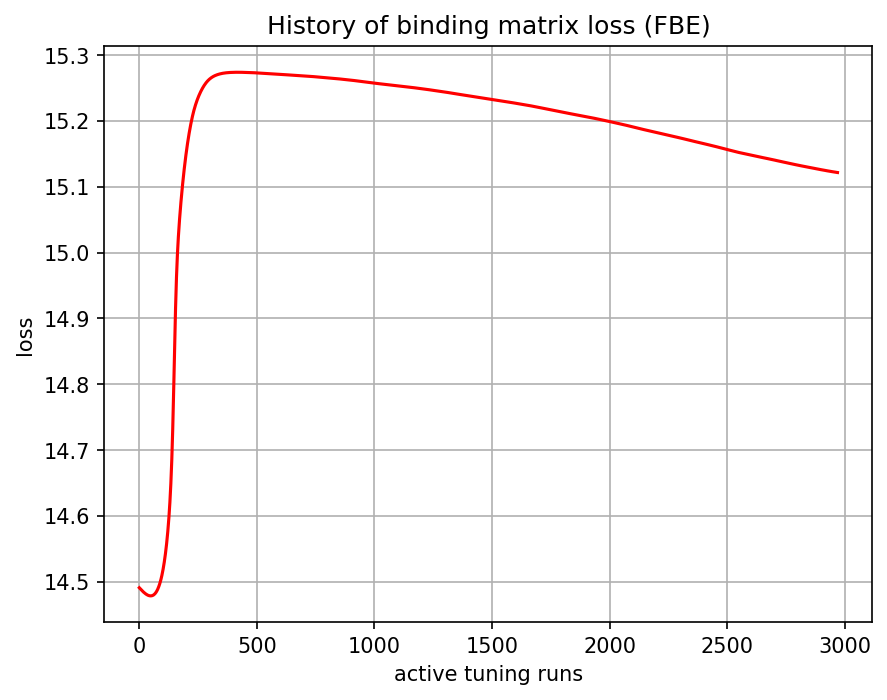 History of binding matrix loss (FBE)
15.3
15.2
15.1
15.0
14.9
14.8
14.7
14.6
14.5
loss
0 500 1000 1500 2000 2500 3000
active tuning runs